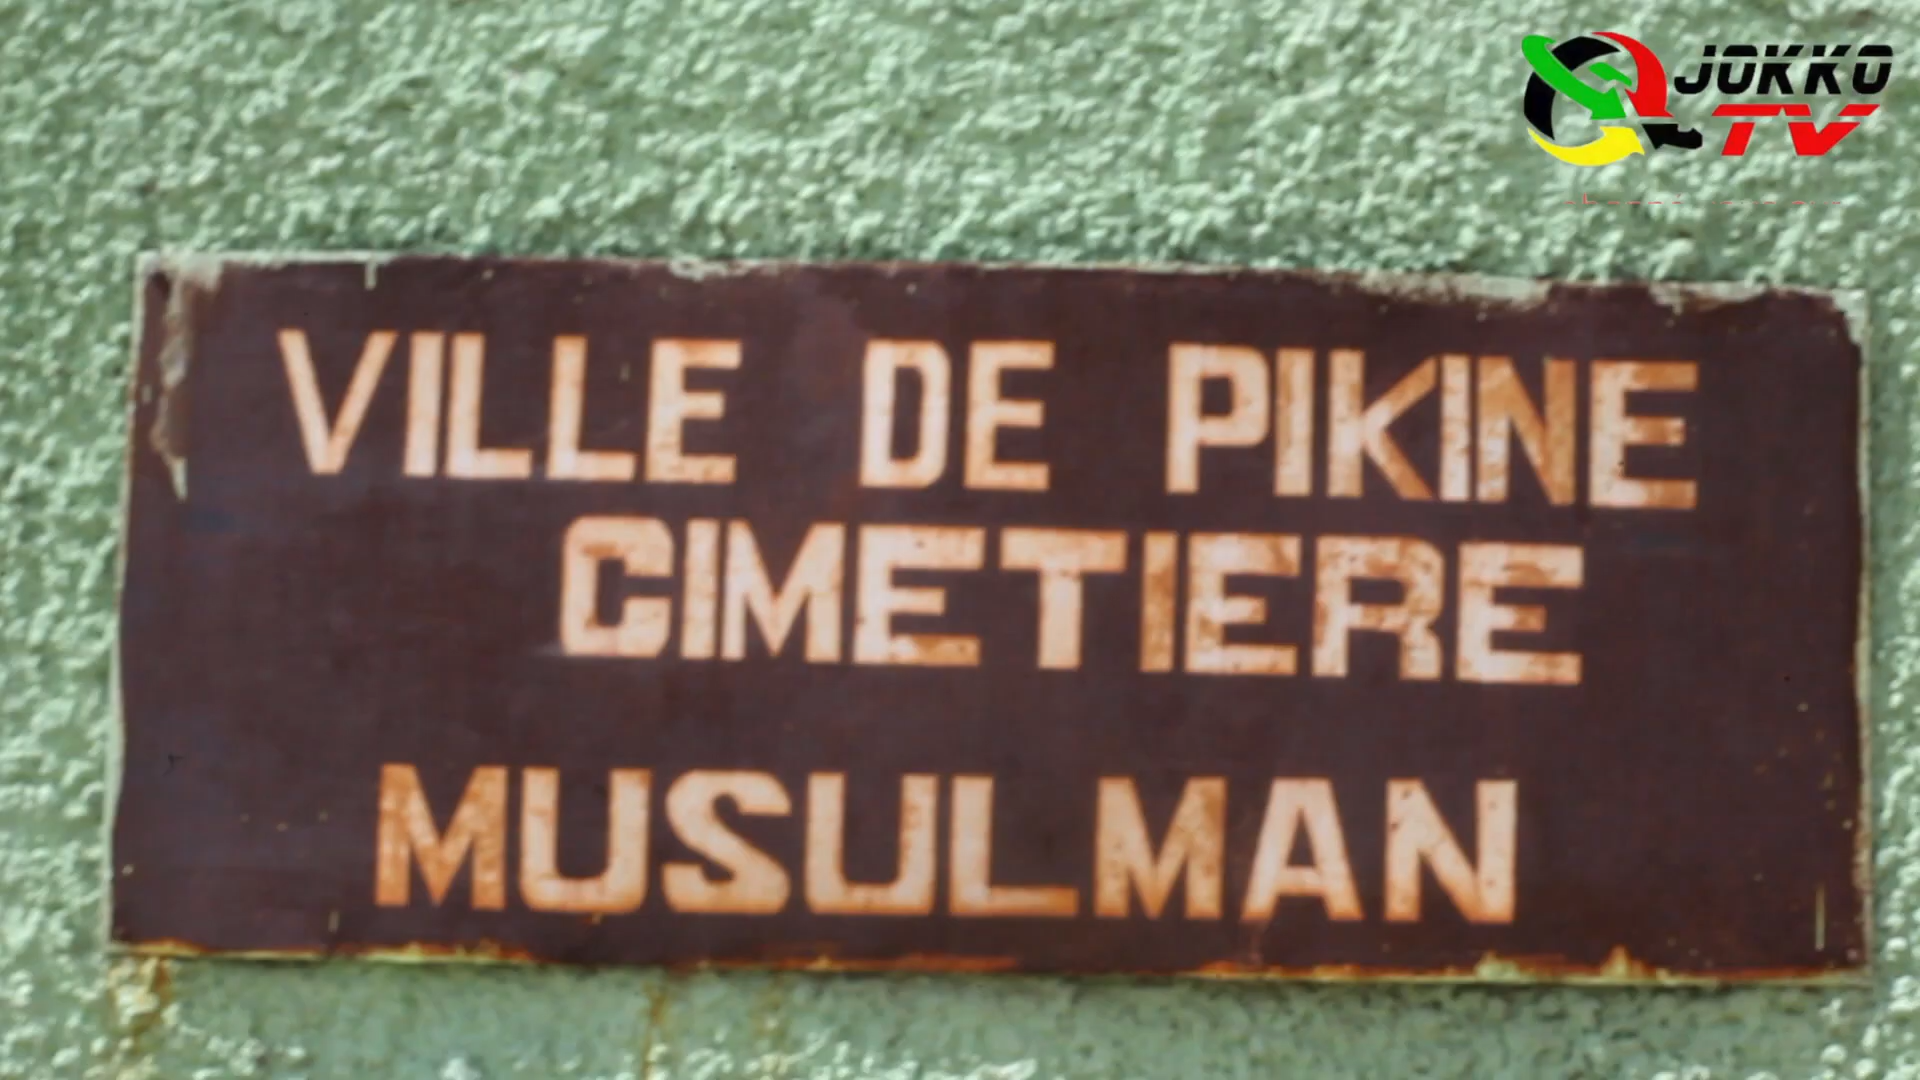 JOKKO
TV
VILLE DE PIKINE
CIMETIERE
MUSULMAN